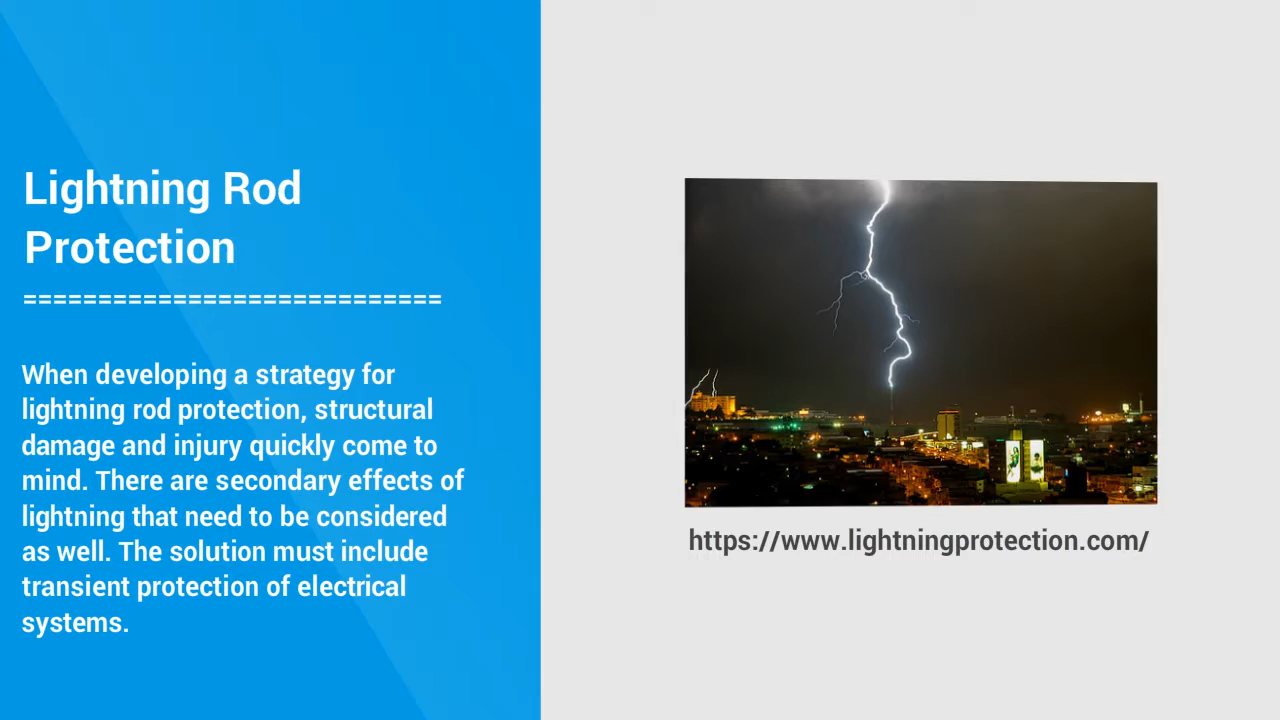 Lightning Rod
Protection
============================
When developing a strategy for
lightning rod protection, structural
damage and injury quickly come to
mind. There are secondary effects of
lightning that need to be considered
as well. The solution must include
transient protection of electrical
systems.
https://www.lightningprotection.com/